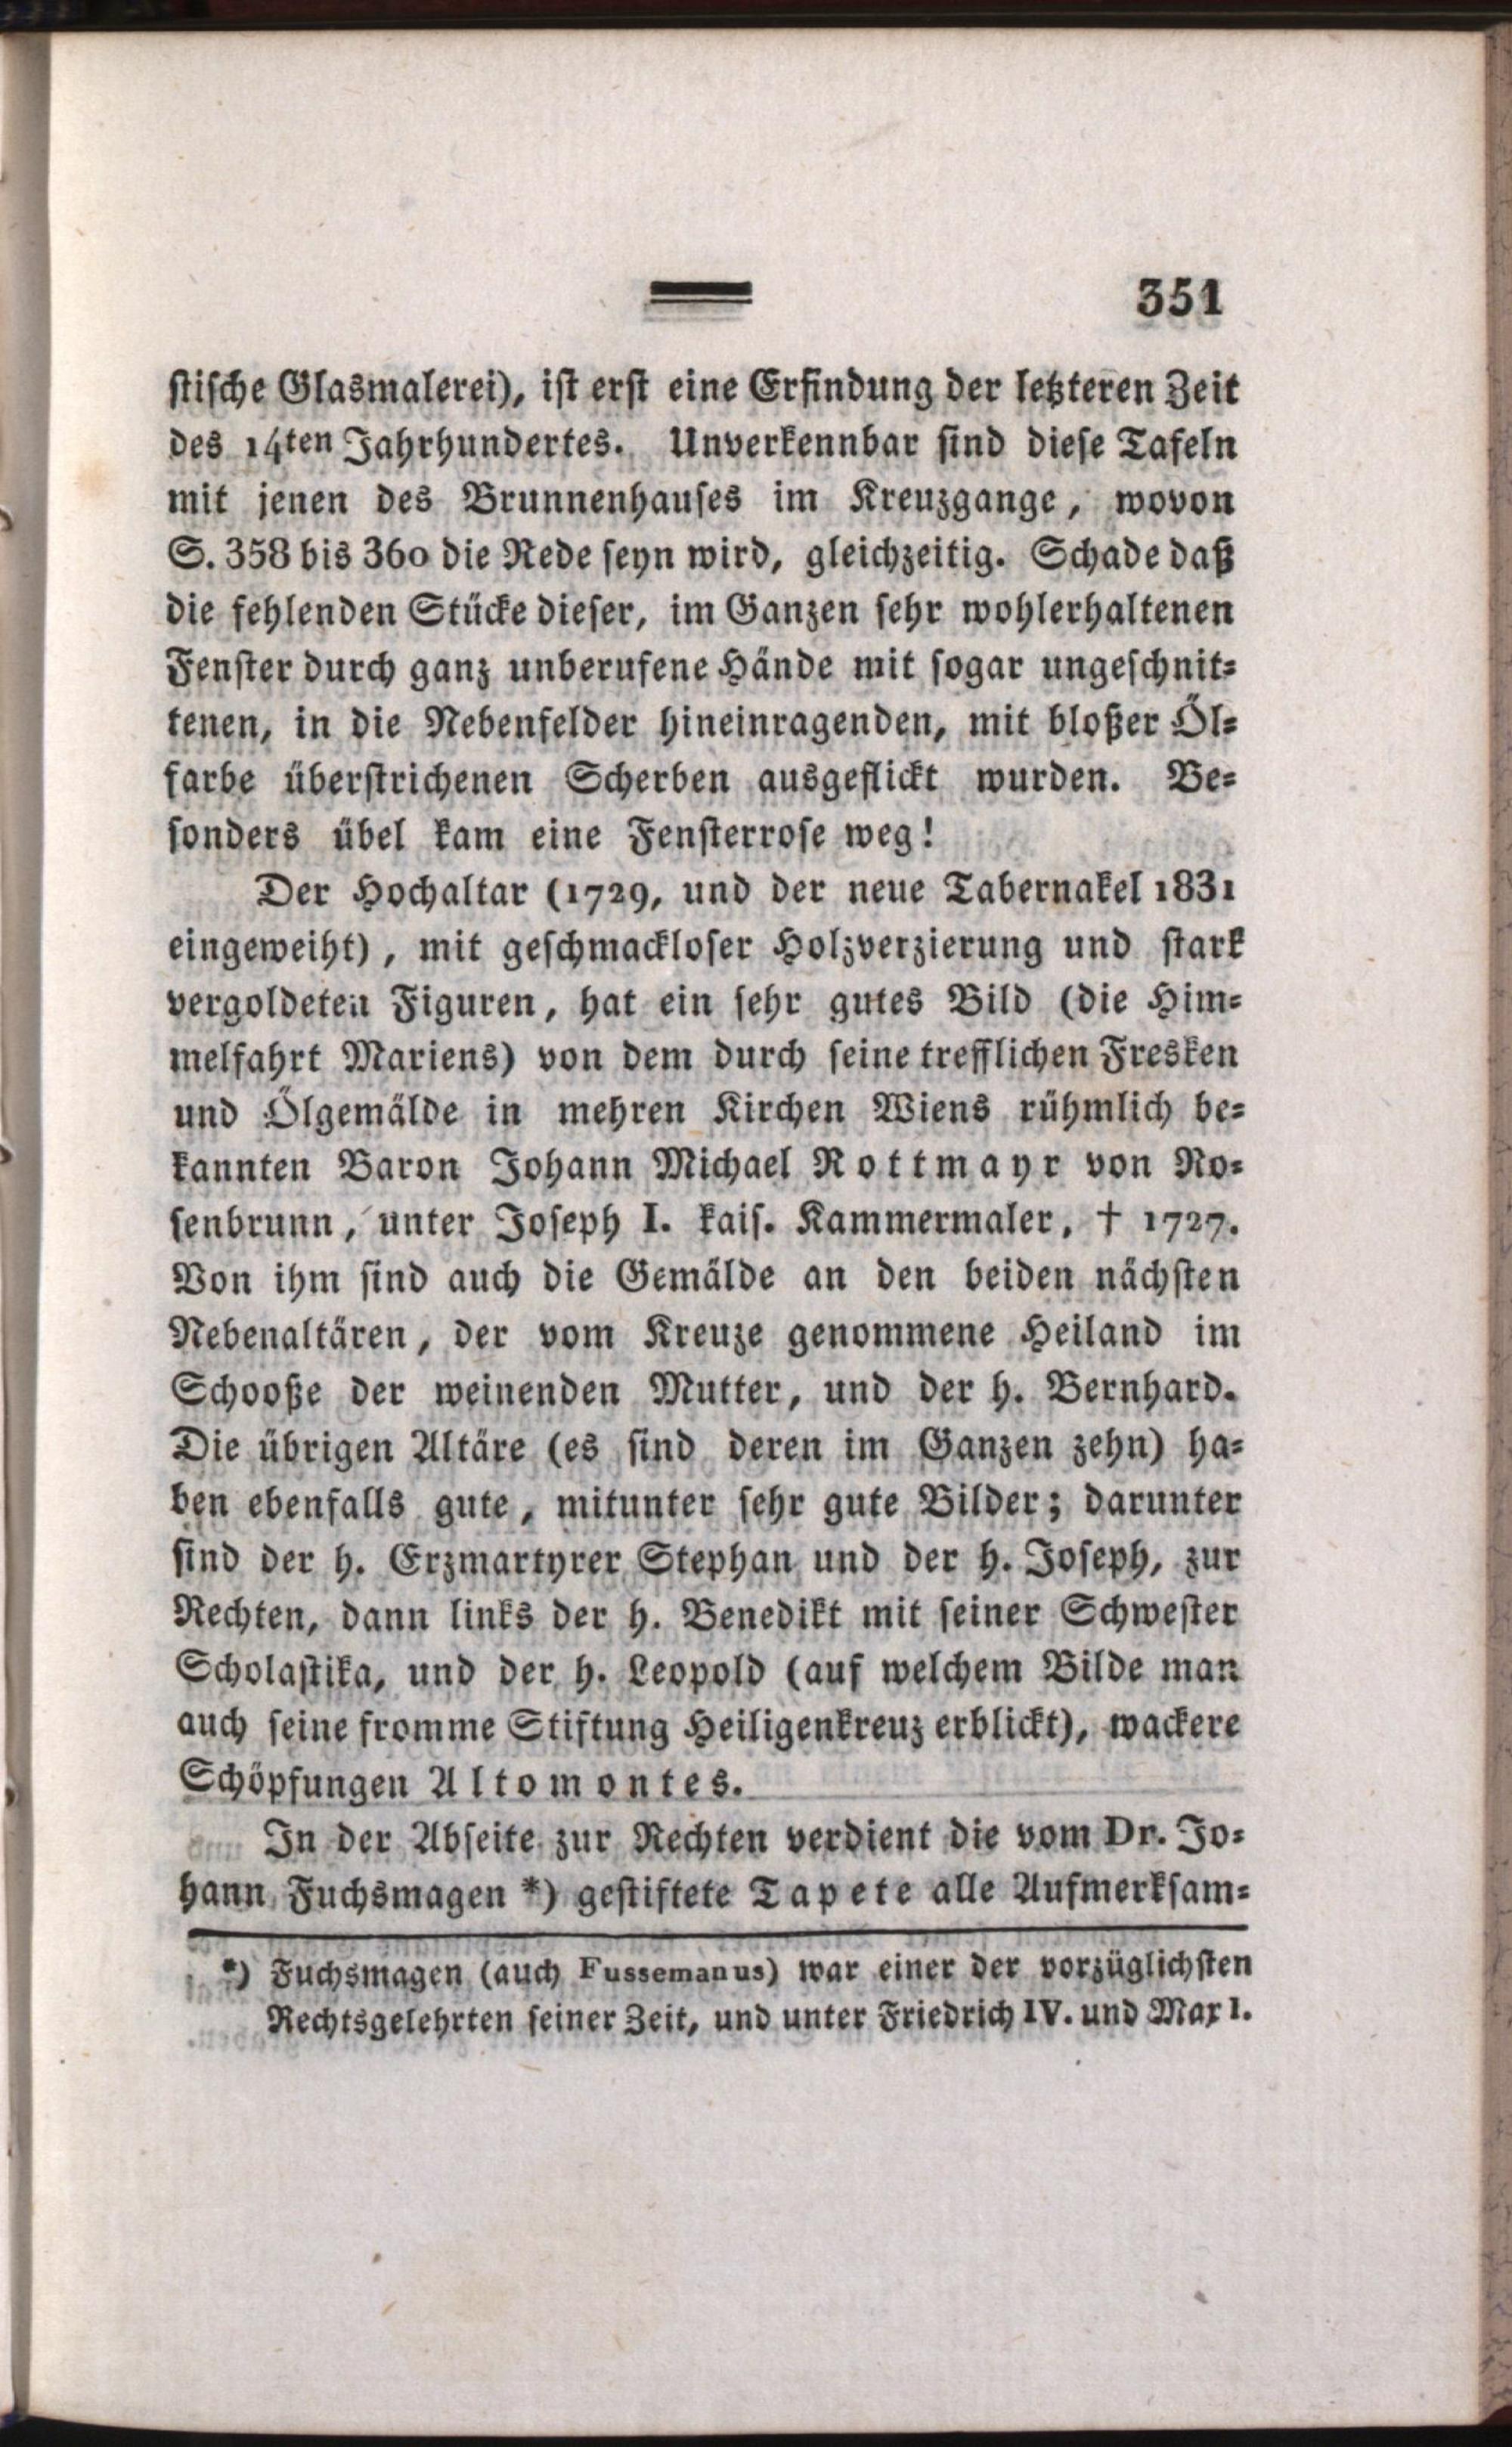 351
stische Glasmalerei), ist erst eine Erfindung der letzteren Zeit
des 14ten Jahrhundertes. Unverkennbar sind diese Tafeln
mit jenen des Brunnenhauses im Kreuzgange, wovon
S. 358 bis 360 die Rede seyn wird, gleichzeitig. Schade daß
die fehlenden Stücke dieser, im Ganzen sehr wohlerhaltenen
Fenster durch ganz unberufene Hände mit sogar ungeschnit-
tenen, in die Nebenfelder hineinragenden, mit bloßer Öl-
farbe überstrichenen Scherben ausgeflickt wurden. Be-
sonders übel kam eine Fensterrose weg!
Der Hochaltar (1729, und der neue Tabernakel 1831
eingeweiht), mit geschmackloser Holzverzierung und stark
vergoldeten Figuren, hat ein sehr gutes Bild (die Him-
melfahrt Mariens) von dem durch seine trefflichen Fresken
und Ölgemälde in mehren Kirchen Wiens rühmlich be-
kannten Baron Johann Michael Rottmayr von Ro-
senbrunn, unter Joseph I. kais. Kammermaler, † 1727.
Von ihm sind auch die Gemälde an den beiden nächsten
Nebenaltären, der vom Kreuze genommene Heiland im
Schooße der weinenden Mutter, und der h. Bernhard.
Die übrigen Altäre (es sind deren im Ganzen zehn) ha-
ben ebenfalls gute, mitunter sehr gute Bilder; darunter
sind der h. Erzmartyrer Stephan und der h. Joseph, zur
Rechten, dann links der h. Benedikt mit seiner Schwester
Scholastika, und der h. Leopold (auf welchem Bilde man
auch seine fromme Stiftung Heiligenkreuz erblickt), wackere
Schöpfungen Altomontes.
In der Abseite zur Rechten verdient die vom Dr. Jo-
hann Fuchsmagen *) gestiftete Tapete alle Aufmerksam-
*) Fuchsmagen (auch Fussemanus) war einer der vorzüglichsten
Rechtsgelehrten seiner Zeit, und unter Friedrich IV. und Max I.